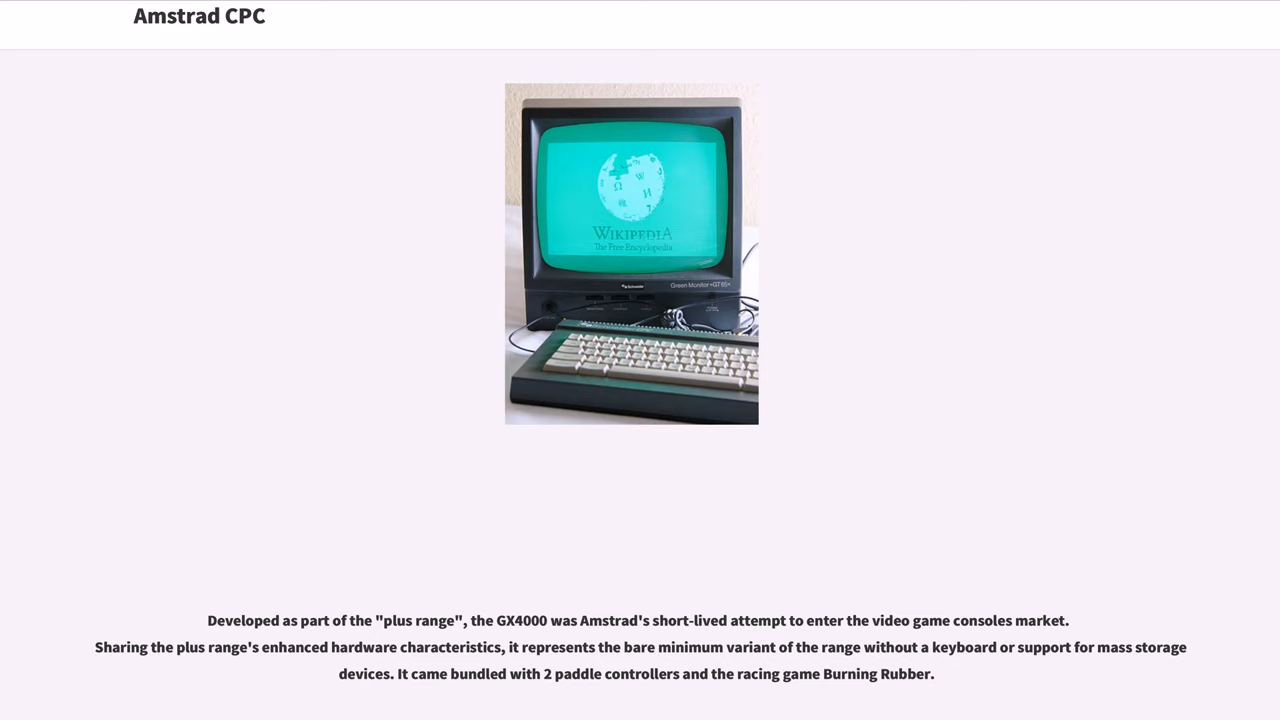 Amstrad CPC
Ω W И
WIKIPEDIA
The Free Encyclopedia
Schneider
Green Monitor •GT 65•
Developed as part of the "plus range", the GX4000 was Amstrad's short-lived attempt to enter the video game consoles market.
Sharing the plus range's enhanced hardware characteristics, it represents the bare minimum variant of the range without a keyboard or support for mass storage
devices. It came bundled with 2 paddle controllers and the racing game Burning Rubber.